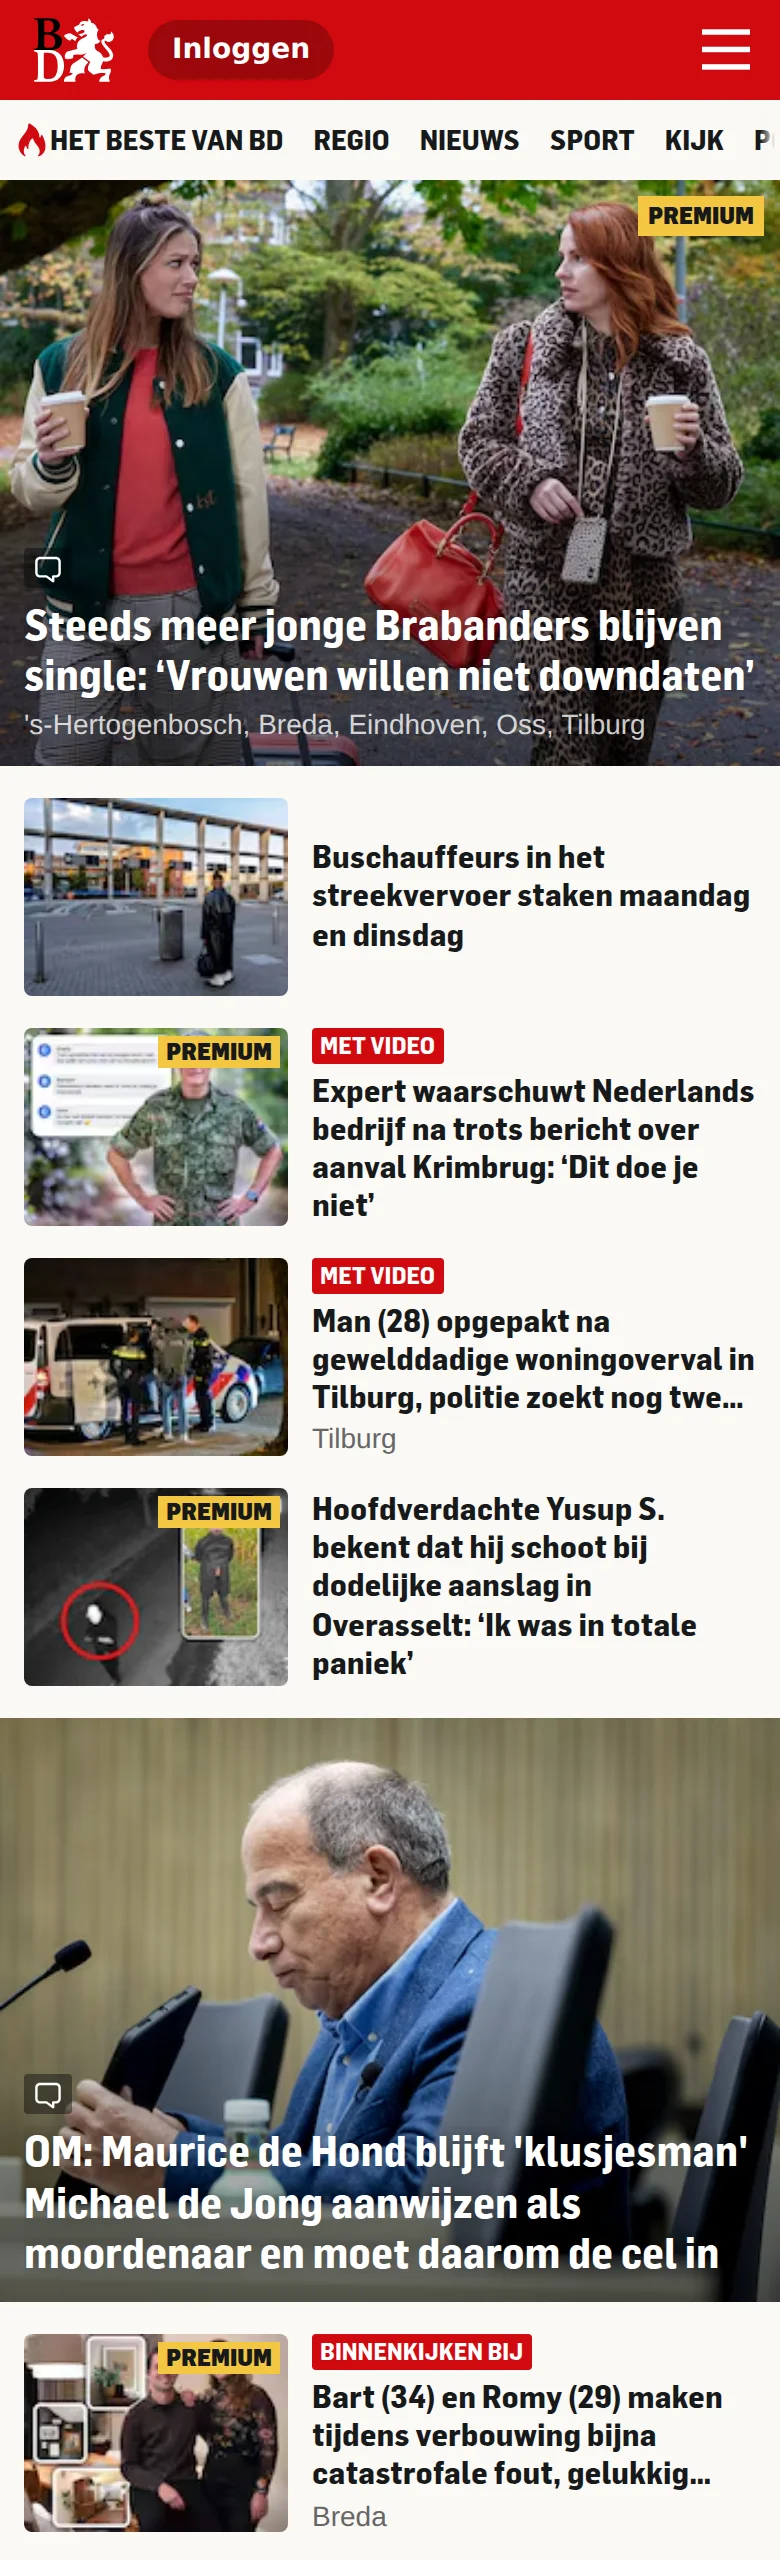 BD
Inloggen
HET BESTE VAN BD REGIO NIEUWS SPORT KIJK
PREMIUM
Steeds meer jonge Brabanders blijven
single: ‘Vrouwen willen niet downdaten’
's-Hertogenbosch, Breda, Eindhoven, Oss, Tilburg
Buschauffeurs in het
streekvervoer staken maandag
en dinsdag
PREMIUM
MET VIDEO
Expert waarschuwt Nederlands
bedrijf na trots bericht over
aanval Krimbrug: ‘Dit doe je
niet’
MET VIDEO
Man (28) opgepakt na
gewelddadige woningoverval in
Tilburg, politie zoekt nog twe...
Tilburg
PREMIUM
Hoofdverdachte Yusup S.
bekent dat hij schoot bij
dodelijke aanslag in
Overasselt: ‘Ik was in totale
paniek’
OM: Maurice de Hond blijft 'klusjesman'
Michael de Jong aanwijzen als
moordenaar en moet daarom de cel in
PREMIUM
BINNENKIJKEN BIJ
Bart (34) en Romy (29) maken
tijdens verbouwing bijna
catastrofale fout, gelukkig...
Breda